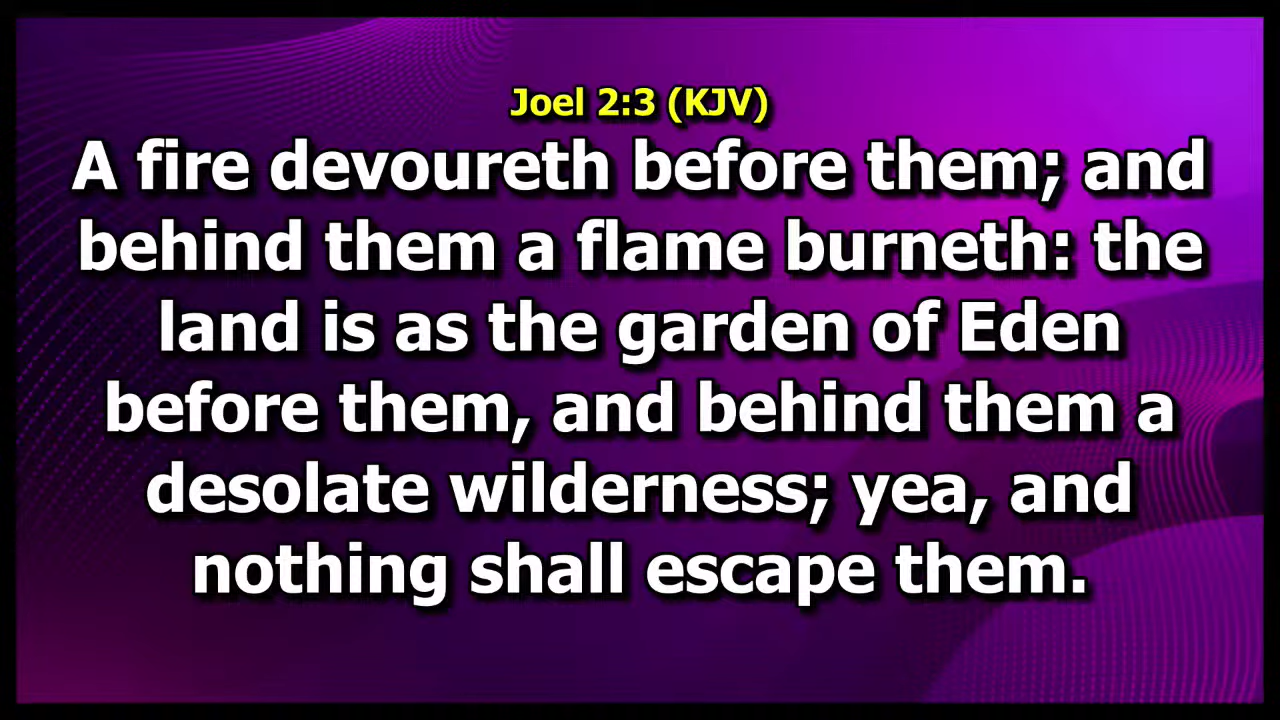 Joel 2:3 (KJV)
A fire devoureth before them; and
behind them a flame burneth: the
land is as the garden of Eden
before them, and behind them a
desolate wilderness; yea, and
nothing shall escape them.